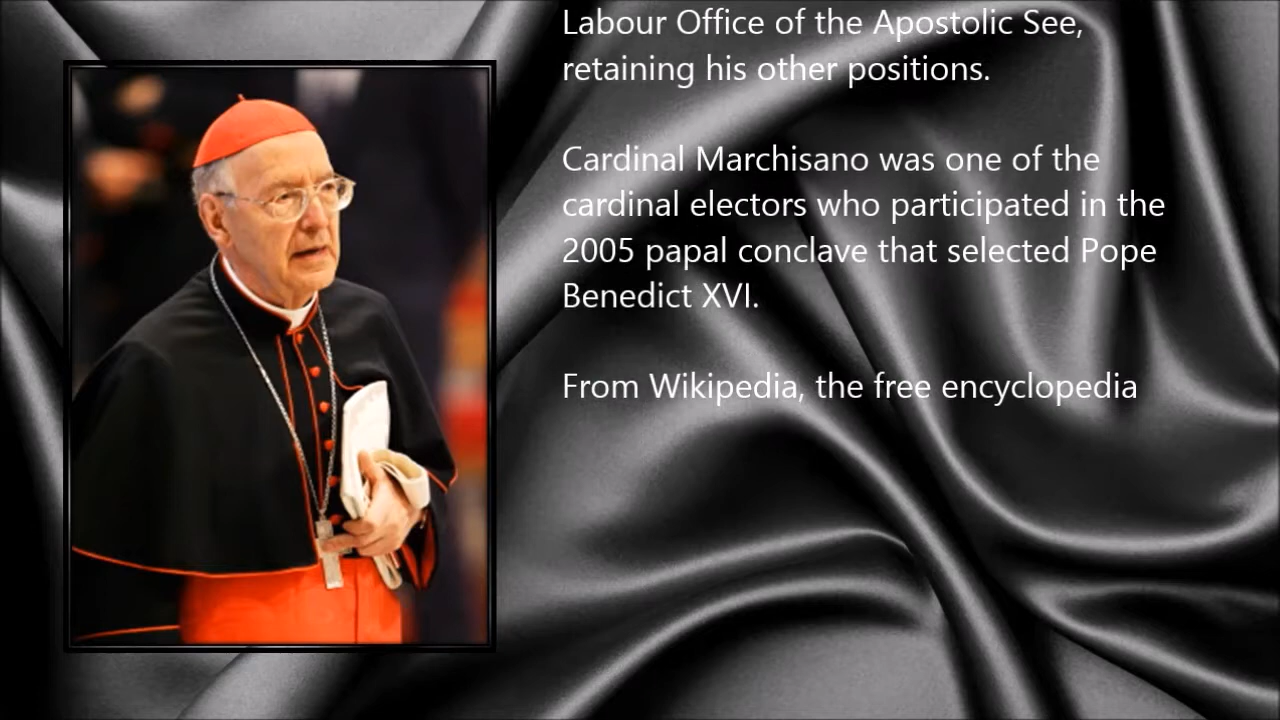 Labour Office of the Apostolic See,
retaining his other positions.
Cardinal Marchisano was one of the
cardinal electors who participated in the
2005 papal conclave that selected Pope
Benedict XVI.
From Wikipedia, the free encyclopedia